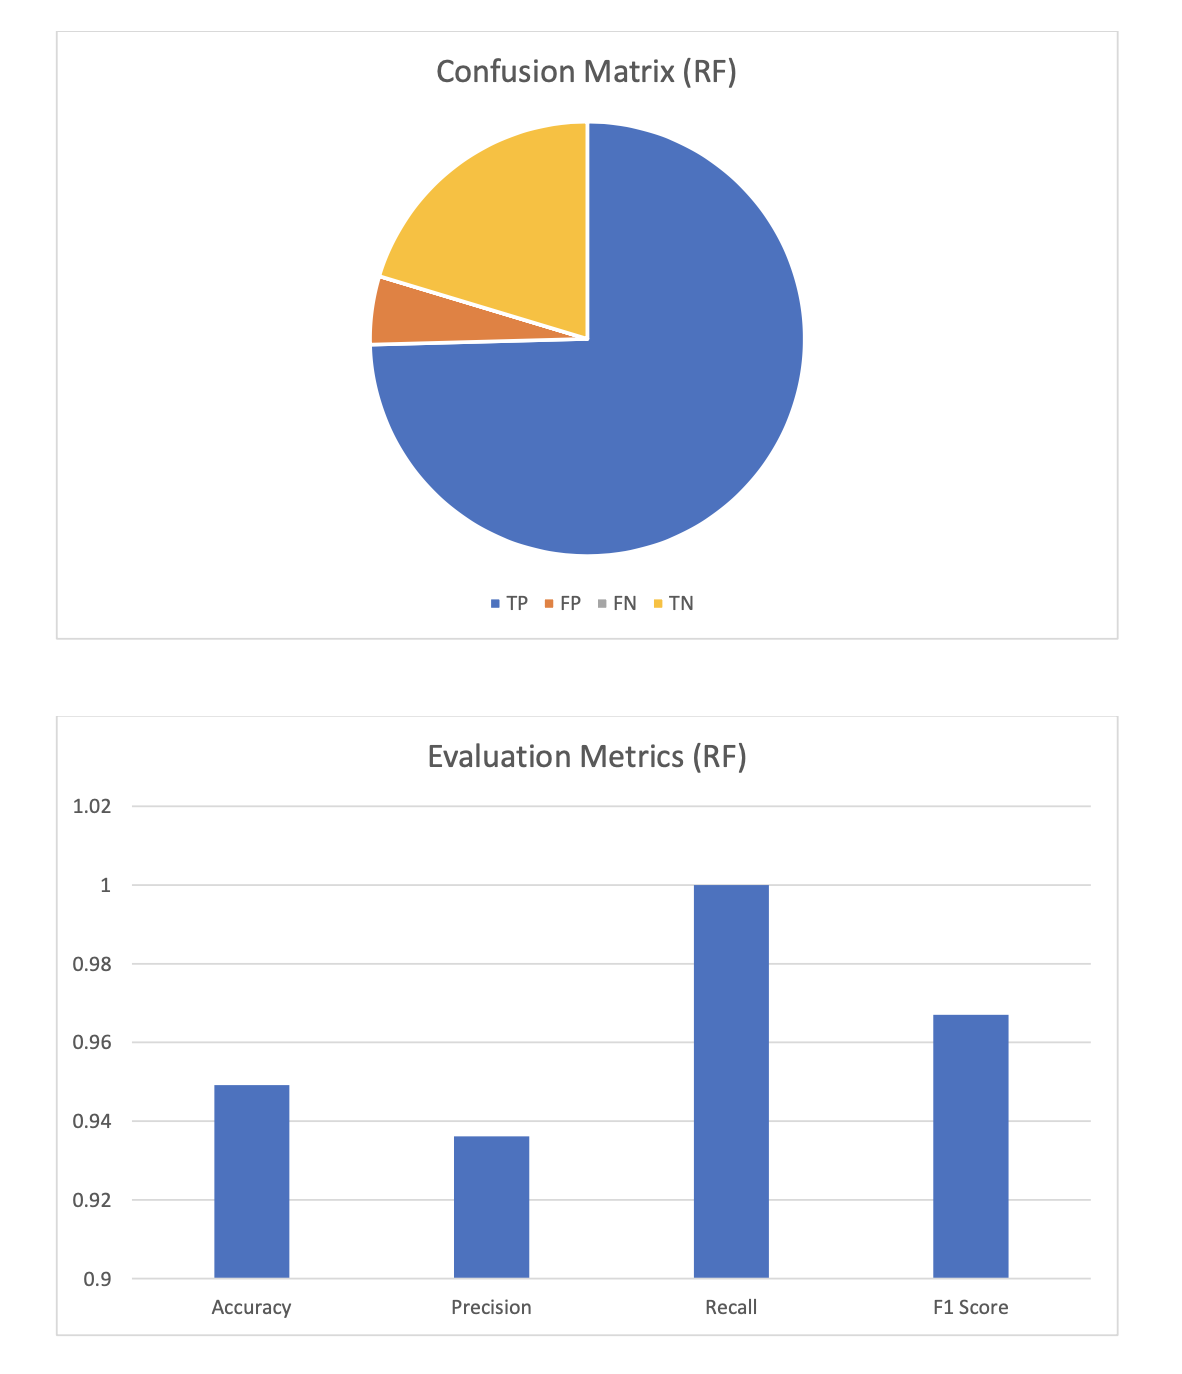 Confusion Matrix (RF)
TP FP FN TN
Evaluation Metrics (RF)
1.02
1
0.98
0.96
0.94
0.92
0.9
Accuracy Precision Recall F1 Score